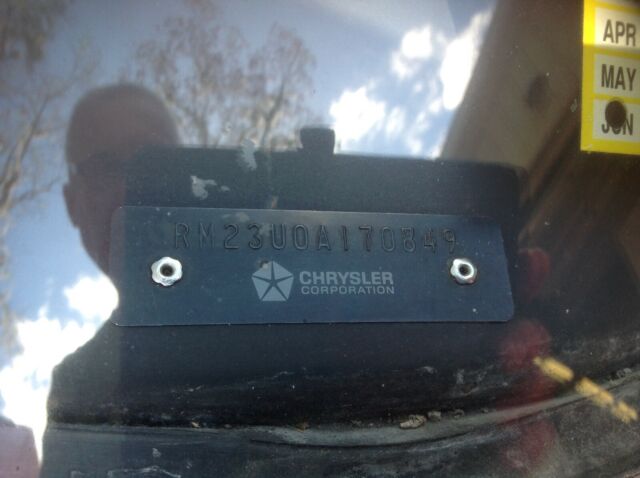 APR
MAY
JUN
RM23U0A170849
CHRYSLER
CORPORATION